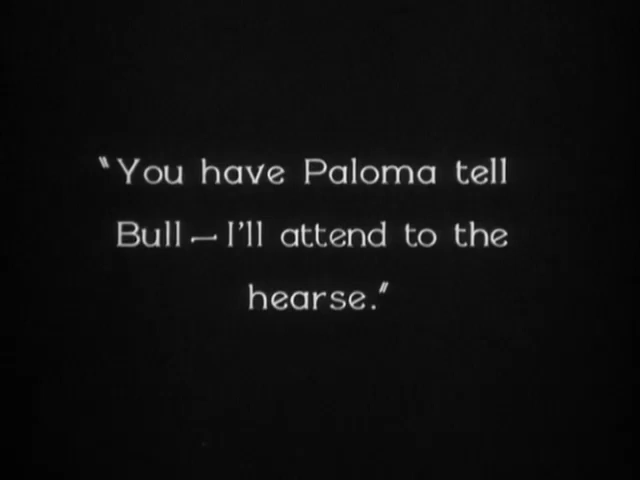 "You have Paloma tell
Bull — I'll attend to the
hearse."